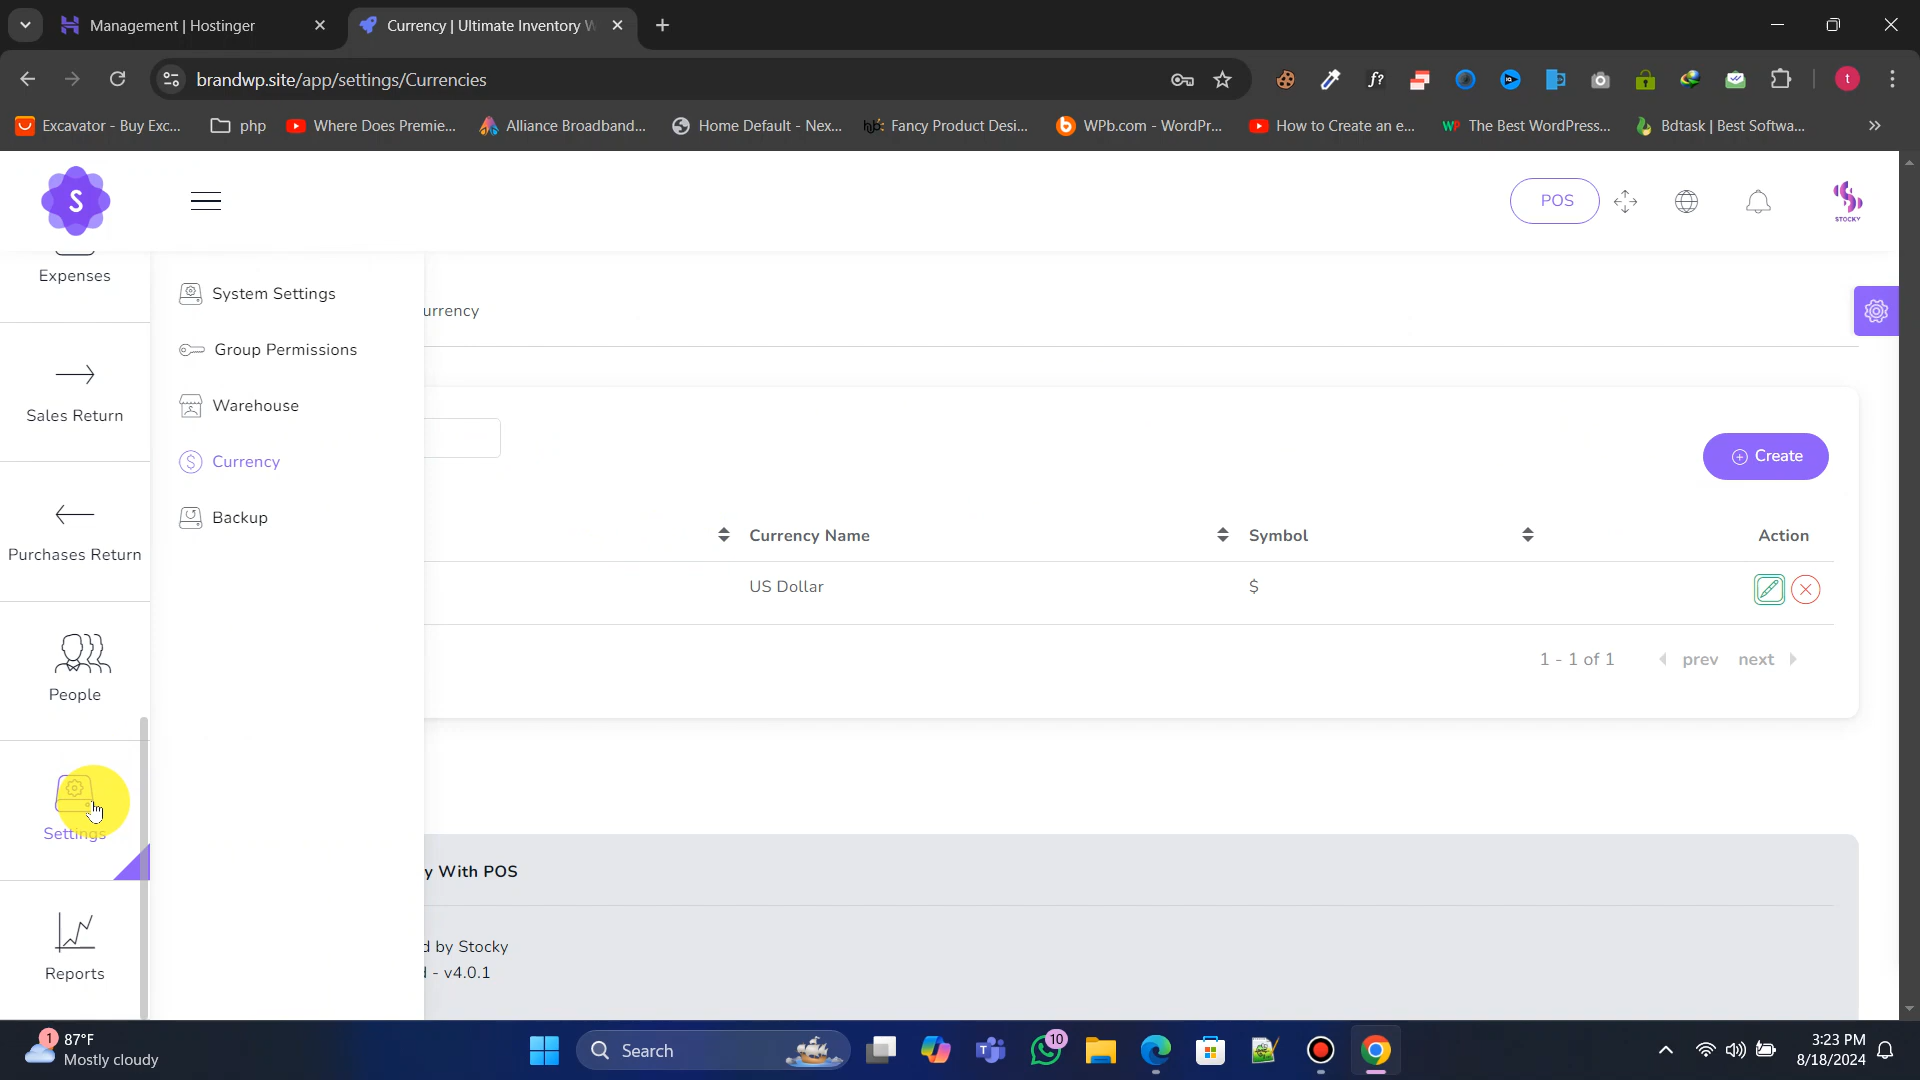 Management | Hostinger
Currency | Ultimate Inventory W
brandwp.site/app/settings/Currencies
f?
t
Excavator - Buy Exc...
php
Where Does Premie...
Alliance Broadband...
Home Default - Nex...
Fancy Product Desi...
WPb.com - WordPr...
How to Create an e...
The Best WordPress...
Bdtask | Best Softwa...
S
POS
STOCKY
Expenses
Sales Return
Purchases Return
People
Settings
Reports
System Settings
Group Permissions
Warehouse
Currency
Backup
urrency
Create
Currency Name
Symbol
Action
US Dollar
$
1 - 1 of 1
prev
next
y With POS
d by Stocky
- v4.0.1
1
87°F
Mostly cloudy
Search
10
3:23 PM
8/18/2024